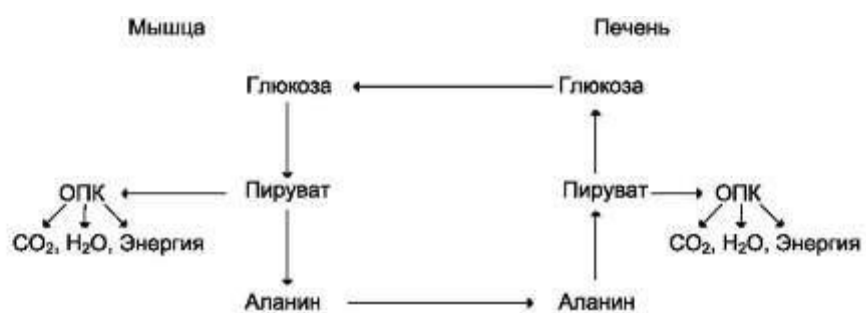 Мышца Печень
Глюкоза Глюкоза
ОПК Пируват Пируват ОПК
CO₂, H₂O, Энергия CO₂, H₂O, Энергия
Аланин Аланин